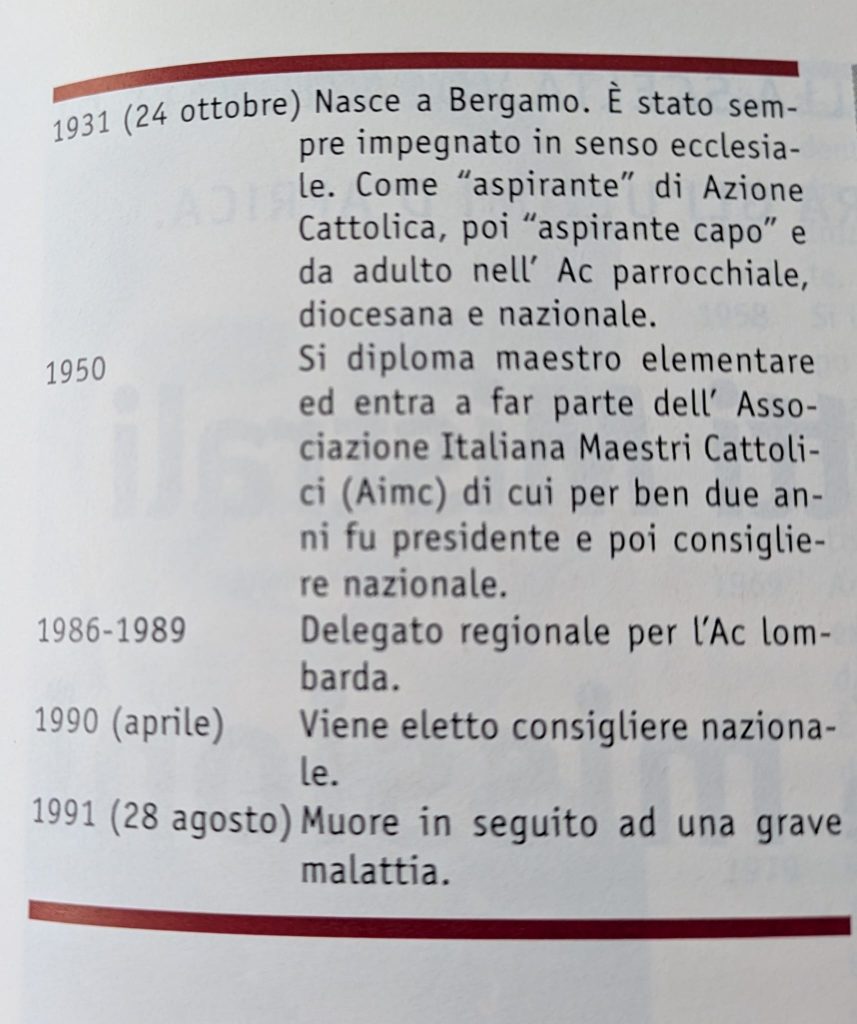 1931 (24 ottobre) Nasce a Bergamo. È stato sem-
pre impegnato in senso ecclesia-
le. Come “aspirante” di Azione
Cattolica, poi “aspirante capo” e
da adulto nell’ Ac parrocchiale,
diocesana e nazionale.
1950 Si diploma maestro elementare
ed entra a far parte dell’ Asso-
ciazione Italiana Maestri Cattoli-
ci (Aimc) di cui per ben due an-
ni fu presidente e poi consiglie-
re nazionale.
1986-1989 Delegato regionale per l’Ac lom-
barda.
1990 (aprile) Viene eletto consigliere naziona-
le.
1991 (28 agosto) Muore in seguito ad una grave
malattia.